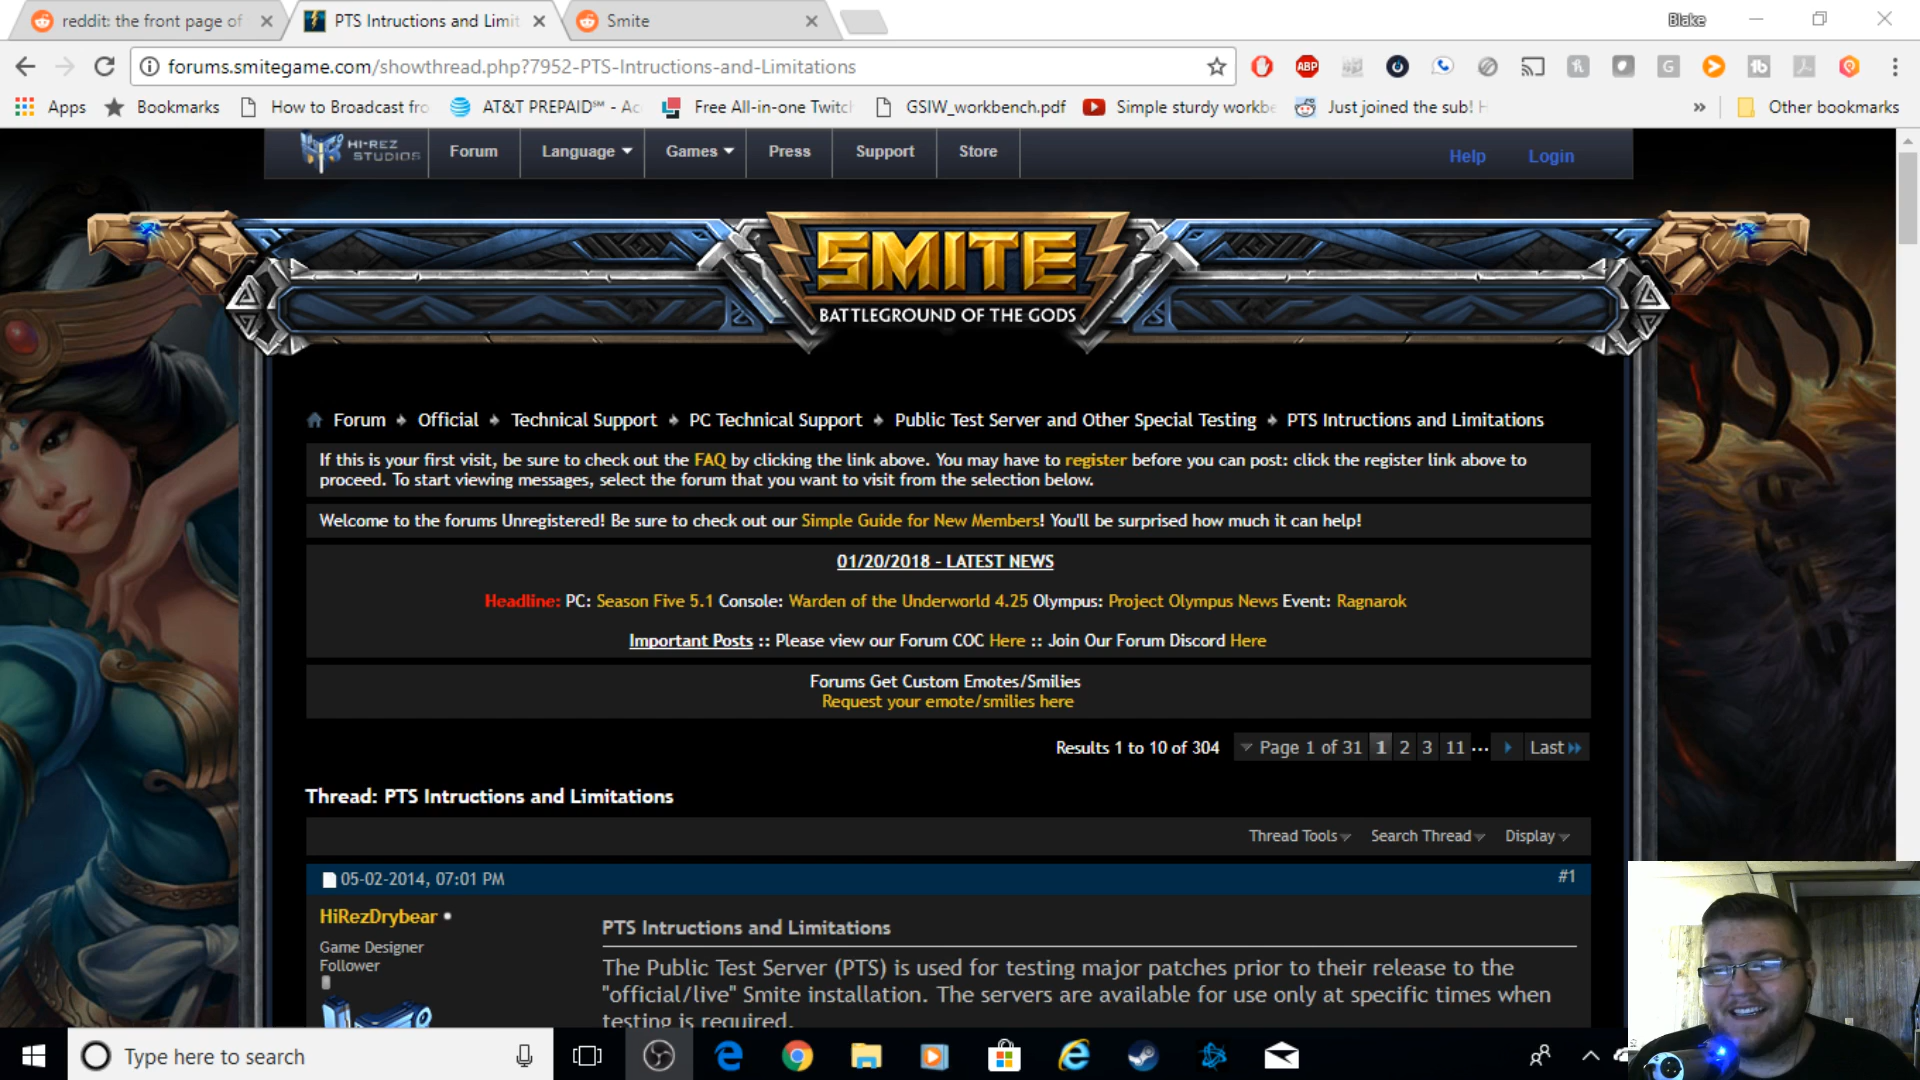 reddit: the front page of
PTS Intructions and Limit
Smite
Blake
forums.smitegame.com/showthread.php?7952-PTS-Intructions-and-Limitations
ABP
Apps
Bookmarks
How to Broadcast fro
AT&T PREPAID℠ - Ac
Free All-in-one Twitch
GSIW_workbench.pdf
Simple sturdy workbe
Just joined the sub! H
»
Other bookmarks
HI-REZ
STUDIOS
Forum
Language
Games
Press
Support
Store
Help
Login
SMITE
BATTLEGROUND OF THE GODS
Forum Official Technical Support PC Technical Support Public Test Server and Other Special Testing PTS Intructions and Limitations
If this is your first visit, be sure to check out the FAQ by clicking the link above. You may have to register before you can post: click the register link above to
proceed. To start viewing messages, select the forum that you want to visit from the selection below.
Welcome to the forums Unregistered! Be sure to check out our Simple Guide for New Members! You'll be surprised how much it can help!
01/20/2018 - LATEST NEWS
Headline: PC: Season Five 5.1 Console: Warden of the Underworld 4.25 Olympus: Project Olympus News Event: Ragnarok
Important Posts :: Please view our Forum COC Here :: Join Our Forum Discord Here
Forums Get Custom Emotes/Smilies
Request your emote/smilies here
Results 1 to 10 of 304 Page 1 of 31 1 2 3 11 ... Last
Thread: PTS Intructions and Limitations
Thread Tools Search Thread Display
05-02-2014, 07:01 PM #1
HiRezDrybear
Game Designer
Follower
PTS Intructions and Limitations
The Public Test Server (PTS) is used for testing major patches prior to their release to the
"official/live" Smite installation. The servers are available for use only at specific times when
testing is required.
Type here to search